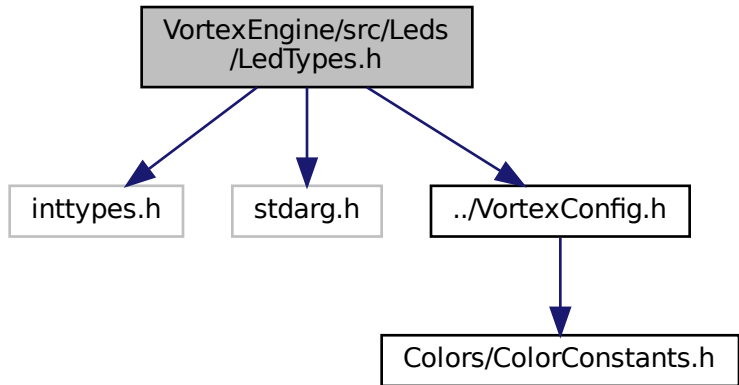 VortexEngine/src/Leds
/LedTypes.h
inttypes.h
stdarg.h
../VortexConfig.h
Colors/ColorConstants.h